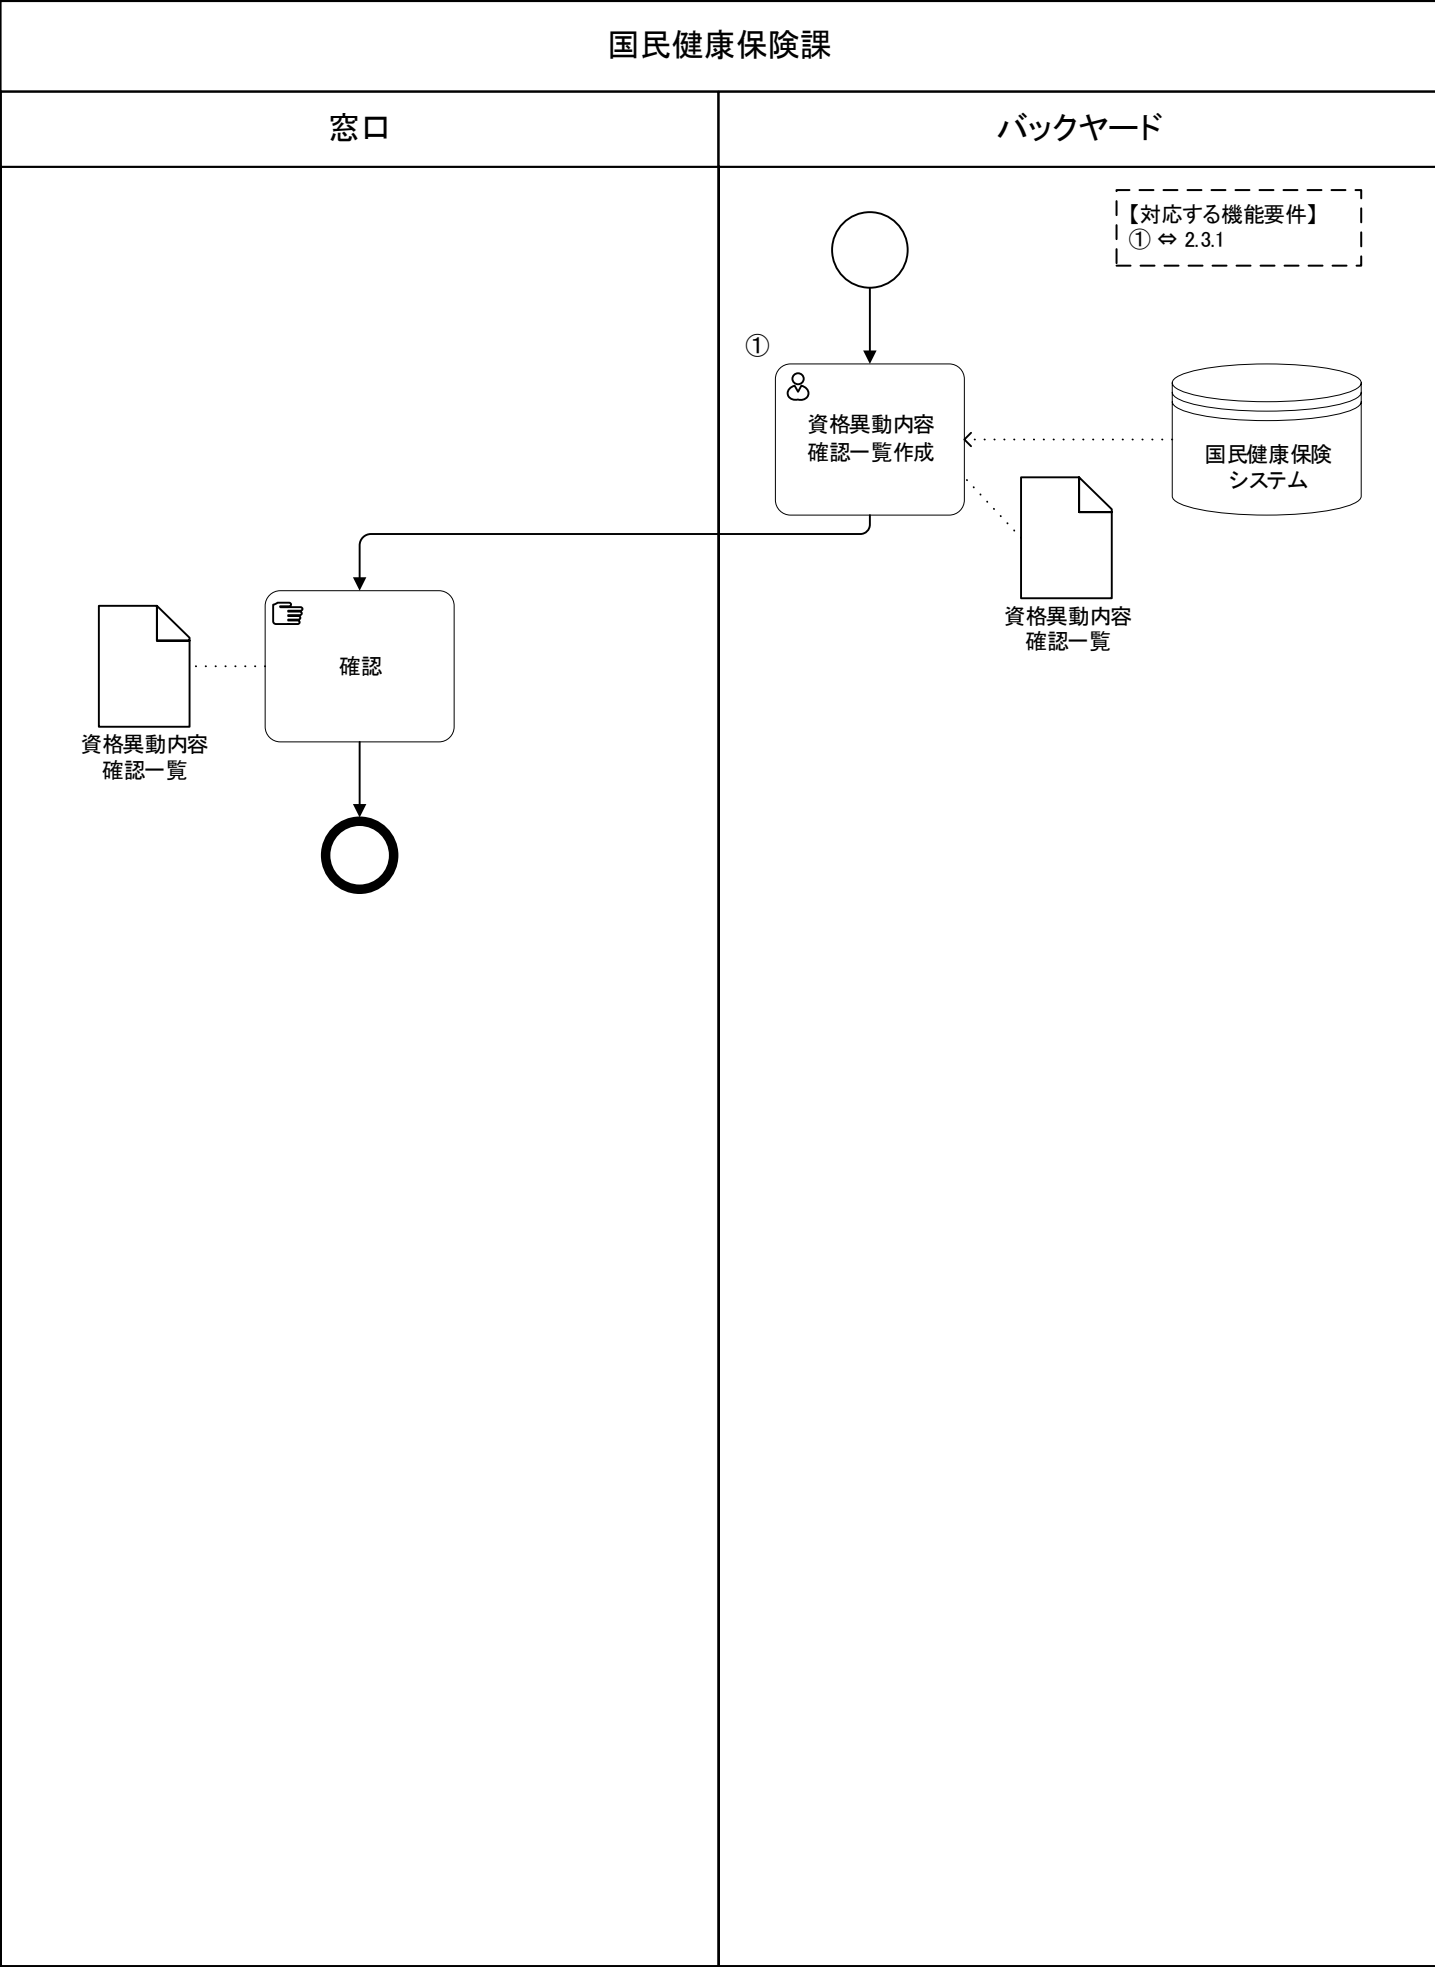 国民健康保険課
窓口
バックヤード
【対応する機能要件】
① ⇔ 2.3.1
①
資格異動内容
確認一覧作成
国民健康保険
システム
資格異動内容
確認一覧
確認
資格異動内容
確認一覧